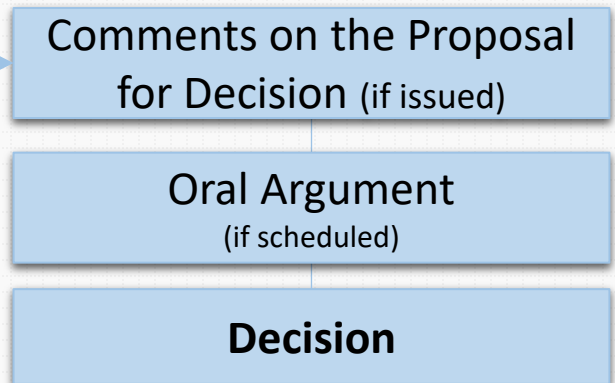 Comments on the Proposal
for Decision (if issued)
Oral Argument
(if scheduled)
Decision